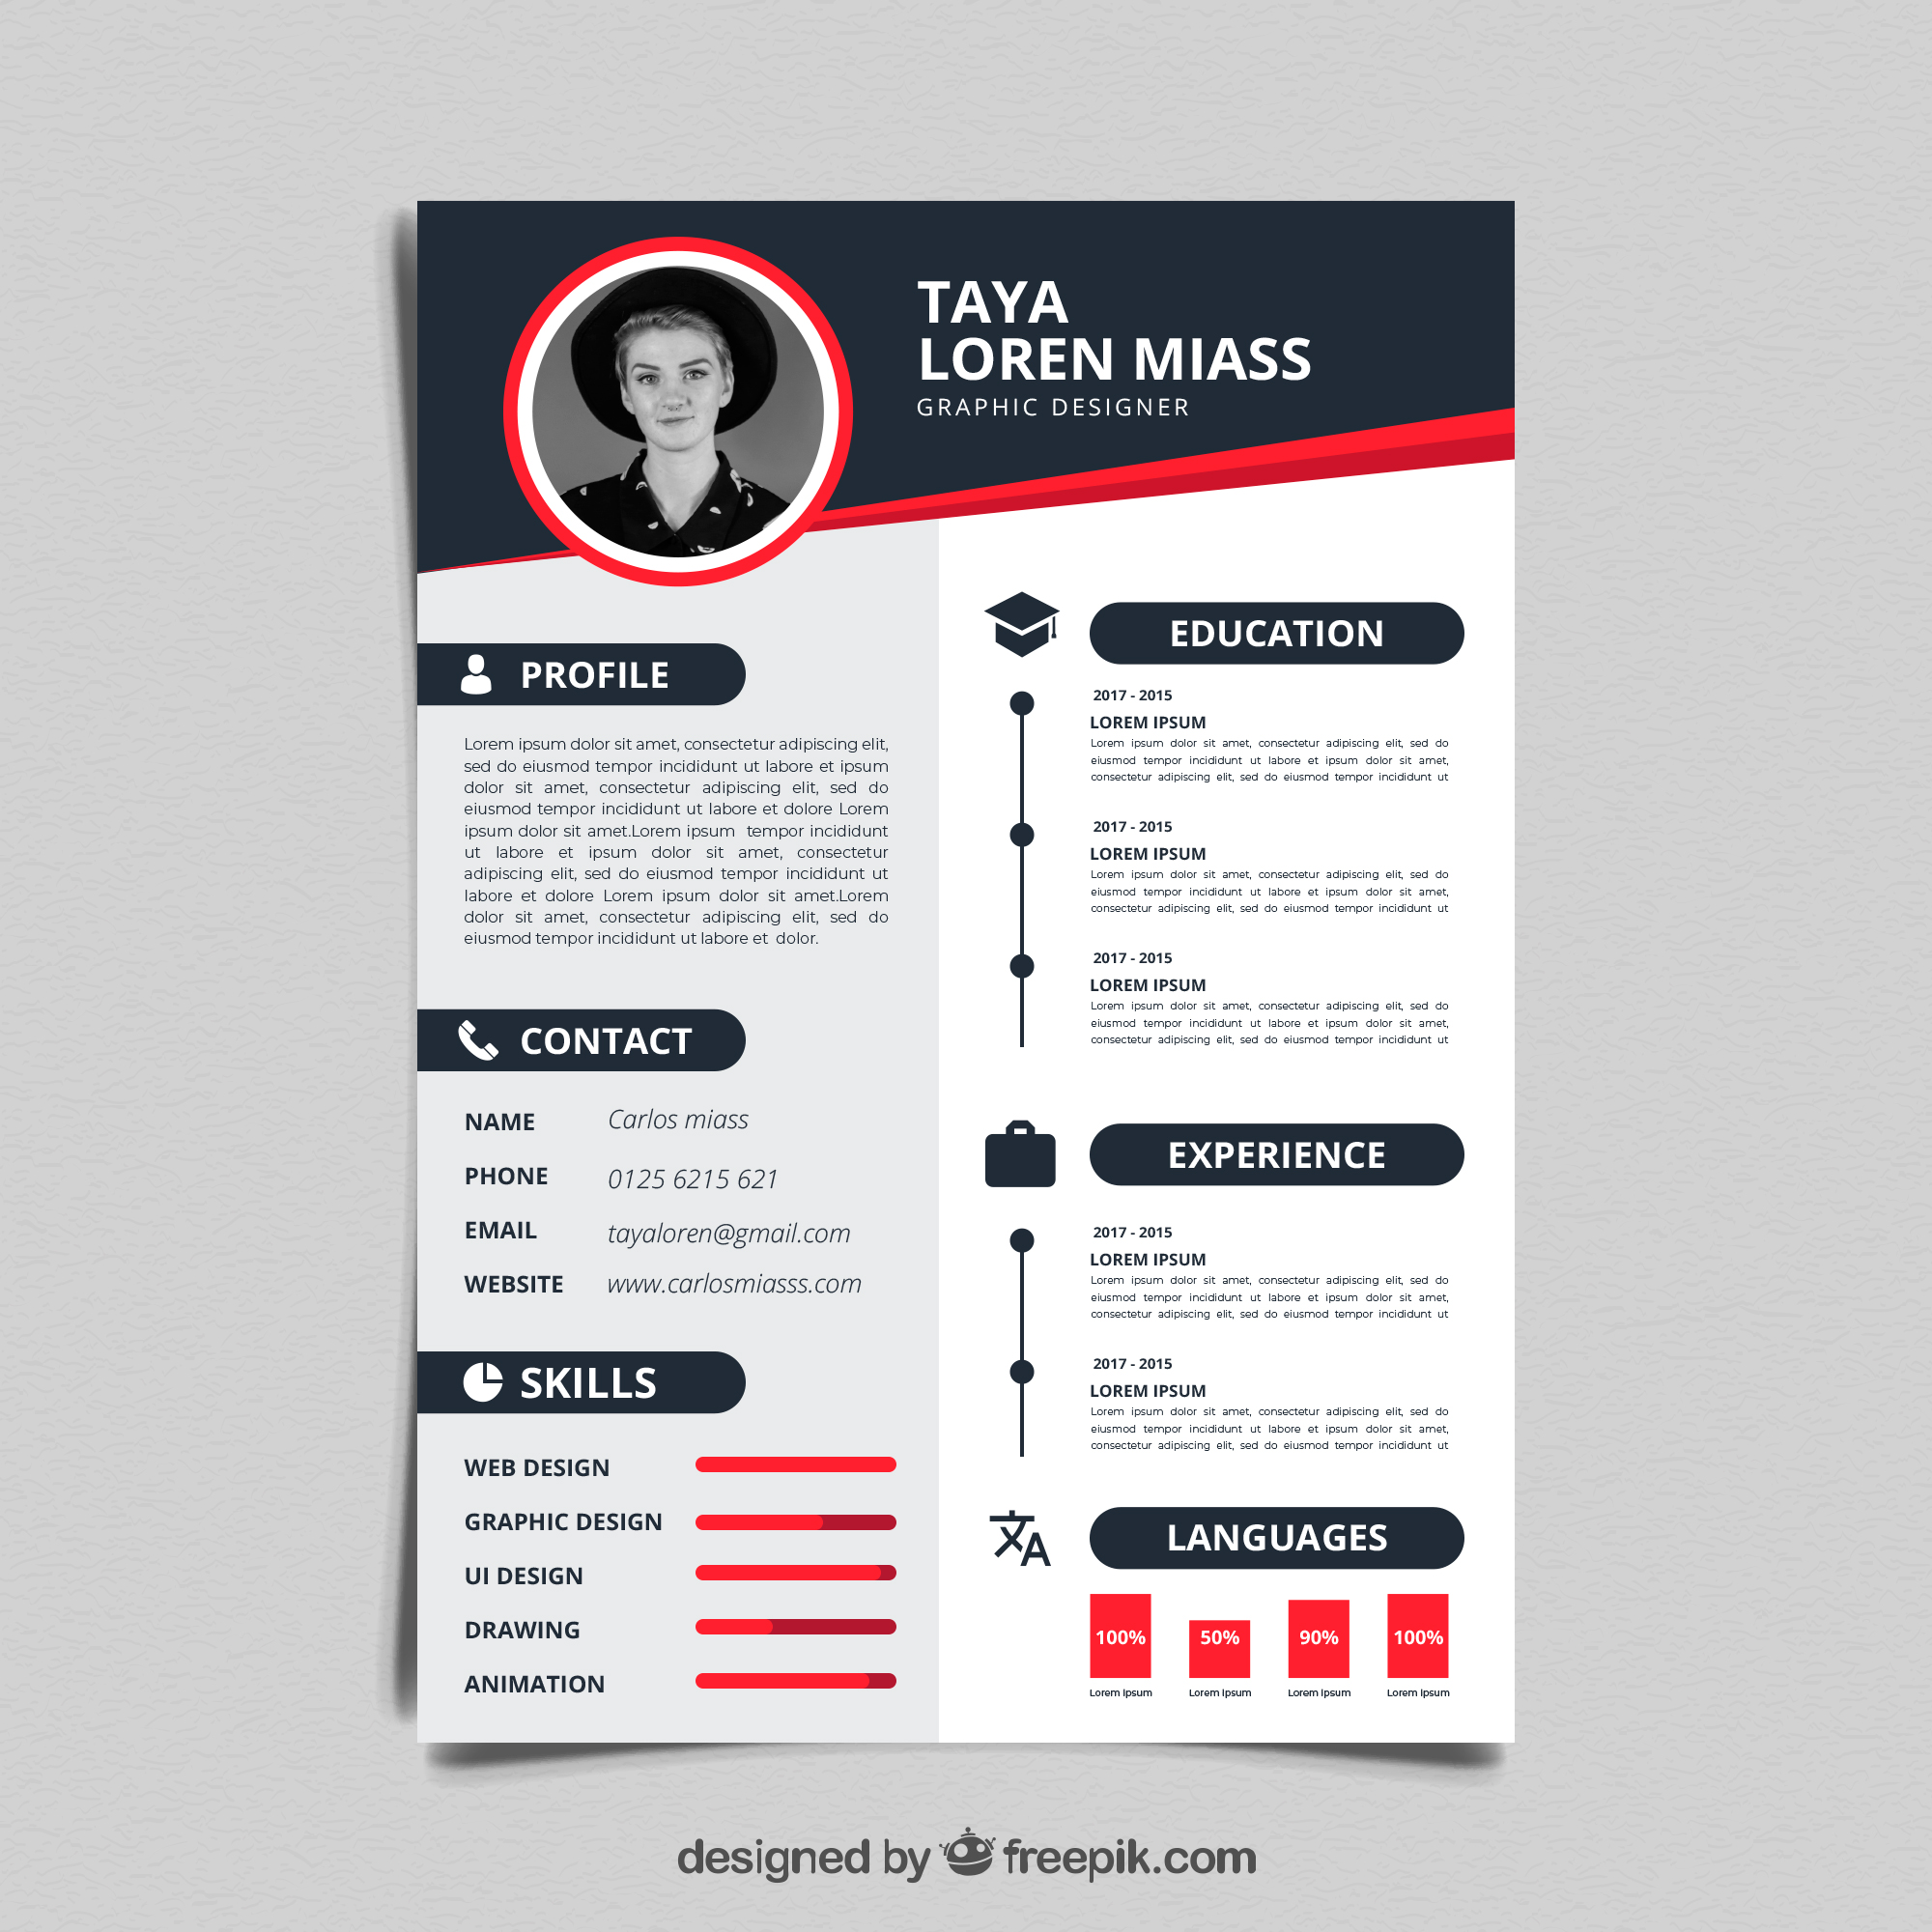 TAYA
LOREN MIASS
GRAPHIC DESIGNER
PROFILE
Lorem ipsum dolor sit amet, consectetur adipiscing elit,
sed do eiusmod tempor incididunt ut labore et ipsum
dolor sit amet, consectetur adipiscing elit, sed do
eiusmod tempor incididunt ut labore et dolore Lorem
ipsum dolor sit amet.Lorem ipsum tempor incididunt
ut labore et ipsum dolor sit amet, consectetur
adipiscing elit, sed do eiusmod tempor incididunt ut
labore et dolore Lorem ipsum dolor sit amet.Lorem
dolor sit amet, consectetur adipiscing elit, sed do
eiusmod tempor incididunt ut labore et dolor.
CONTACT
NAME Carlos miass
PHONE 0125 6215 621
EMAIL tayaloren@gmail.com
WEBSITE www.carlosmiasss.com
SKILLS
WEB DESIGN
GRAPHIC DESIGN
UI DESIGN
DRAWING
ANIMATION
EDUCATION
2017 - 2015
LOREM IPSUM
Lorem ipsum dolor sit amet, consectetur adipiscing elit, sed do
eiusmod tempor incididunt ut labore et ipsum dolor sit amet,
consectetur adipiscing elit, sed do eiusmod tempor incididunt ut
2017 - 2015
LOREM IPSUM
Lorem ipsum dolor sit amet, consectetur adipiscing elit, sed do
eiusmod tempor incididunt ut labore et ipsum dolor sit amet,
consectetur adipiscing elit, sed do eiusmod tempor incididunt ut
2017 - 2015
LOREM IPSUM
Lorem ipsum dolor sit amet, consectetur adipiscing elit, sed do
eiusmod tempor incididunt ut labore et ipsum dolor sit amet,
consectetur adipiscing elit, sed do eiusmod tempor incididunt ut
EXPERIENCE
2017 - 2015
LOREM IPSUM
Lorem ipsum dolor sit amet, consectetur adipiscing elit, sed do
eiusmod tempor incididunt ut labore et ipsum dolor sit amet,
consectetur adipiscing elit, sed do eiusmod tempor incididunt ut
2017 - 2015
LOREM IPSUM
Lorem ipsum dolor sit amet, consectetur adipiscing elit, sed do
eiusmod tempor incididunt ut labore et ipsum dolor sit amet,
consectetur adipiscing elit, sed do eiusmod tempor incididunt ut
LANGUAGES
100% 50% 90% 100%
Lorem Ipsum Lorem Ipsum Lorem Ipsum Lorem Ipsum
designed by freepik.com